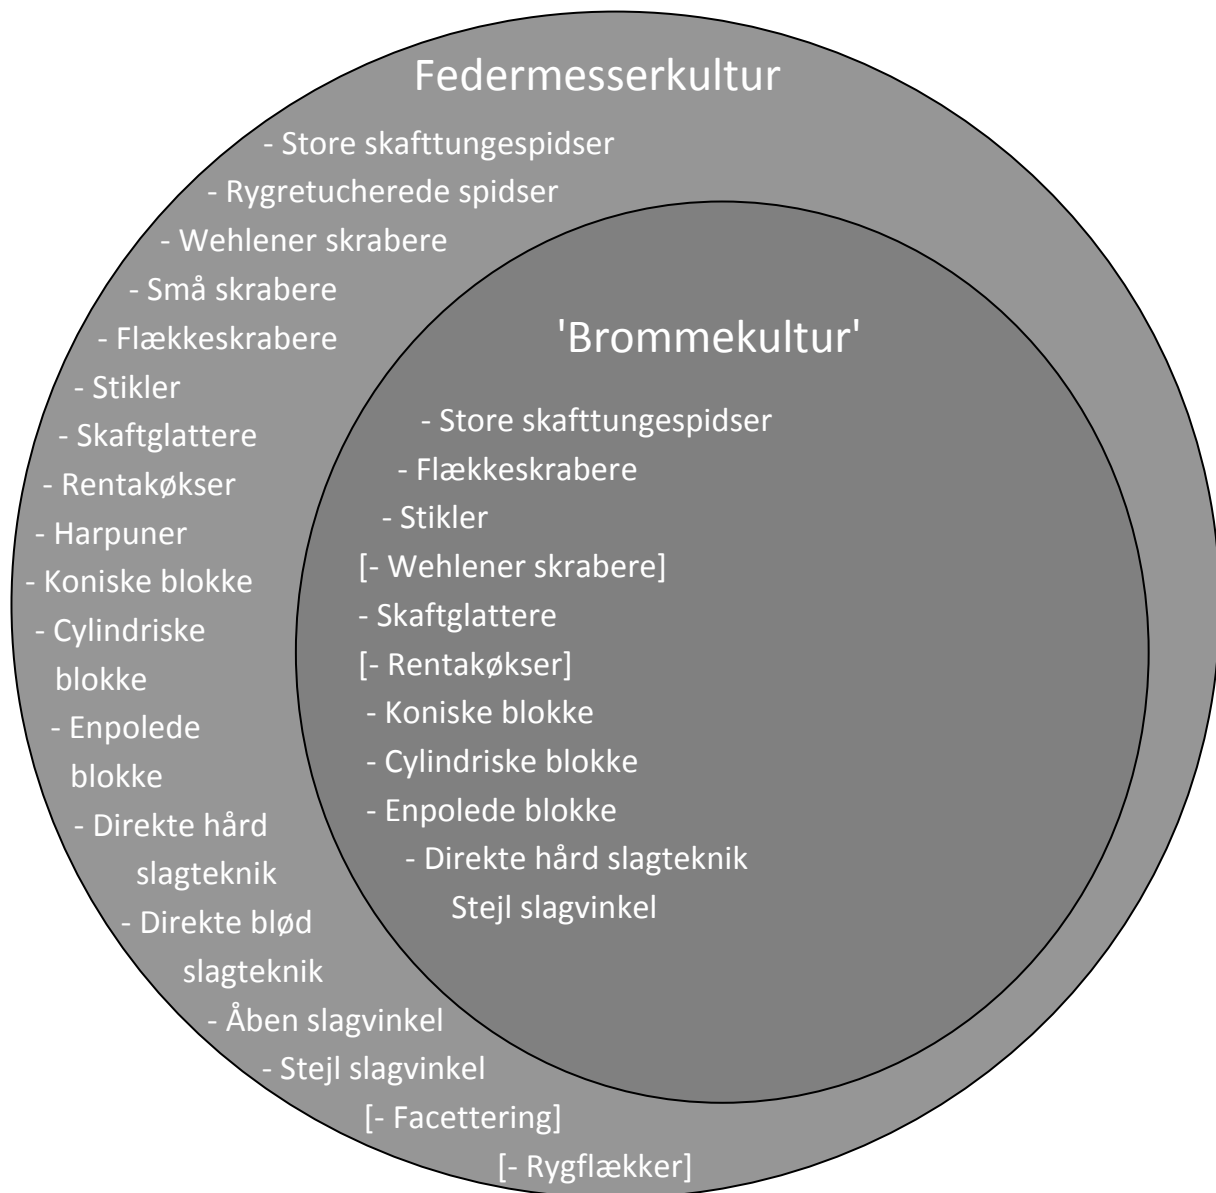 Federmesserkultur
- Store skafttungespidser
- Rygretucherede spidser
- Wehlener skrabere
- Små skrabere
- Flækkeskrabere
- Stikler
- Skaftglattere
- Rentakøkser
- Harpuner
- Koniske blokke
- Cylindriske
blokke
- Enpolede
blokke
- Direkte hård
slagteknik
- Direkte blød
slagteknik
- Åben slagvinkel
- Stejl slagvinkel
[- Facettering]
[- Rygflækker]
'Brommekultur'
- Store skafttungespidser
- Flækkeskrabere
- Stikler
[- Wehlener skrabere]
- Skaftglattere
[- Rentakøkser]
- Koniske blokke
- Cylindriske blokke
- Enpolede blokke
- Direkte hård slagteknik
Stejl slagvinkel